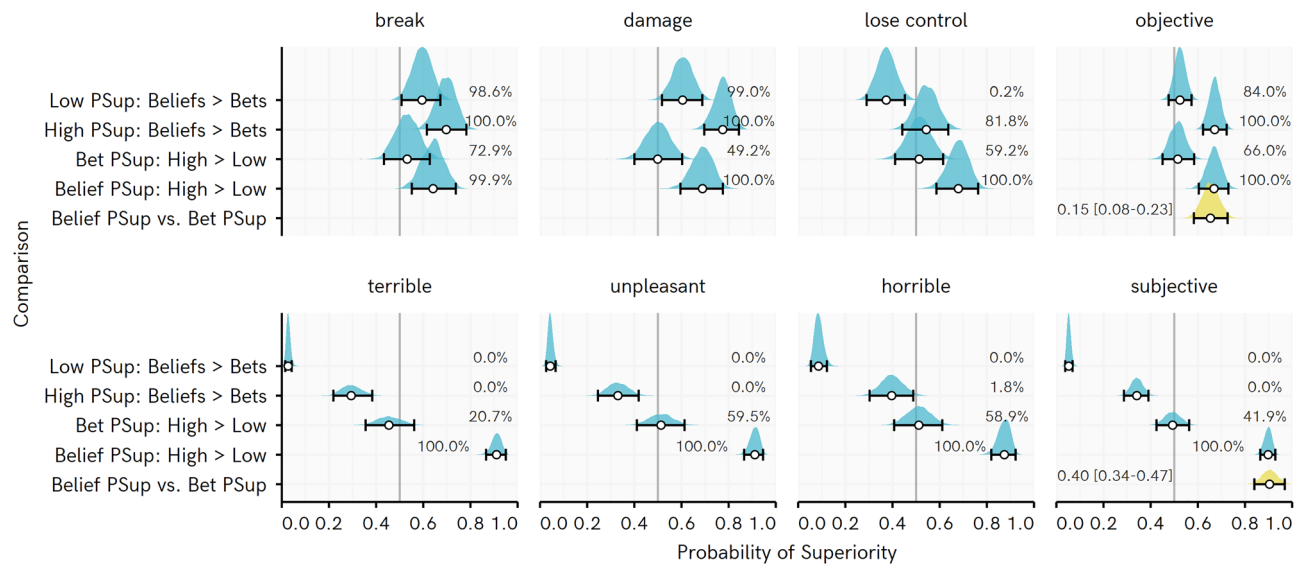 break
damage
lose control
objective
Low PSup: Beliefs > Bets
98.6%
99.0%
0.2%
84.0%
High PSup: Beliefs > Bets
100.0%
100.0%
81.8%
100.0%
Bet PSup: High > Low
72.9%
49.2%
59.2%
66.0%
Belief PSup: High > Low
99.9%
100.0%
100.0%
100.0%
Belief PSup vs. Bet PSup
0.15 [0.08-0.23]
Comparison
terrible
unpleasant
horrible
subjective
Low PSup: Beliefs > Bets
0.0%
0.0%
0.0%
0.0%
High PSup: Beliefs > Bets
0.0%
0.0%
1.8%
0.0%
Bet PSup: High > Low
20.7%
59.5%
58.9%
41.9%
Belief PSup: High > Low
100.0%
100.0%
100.0%
100.0%
Belief PSup vs. Bet PSup
0.40 [0.34-0.47]
0.0 0.2 0.4 0.6 0.8 1.0
0.0 0.2 0.4 0.6 0.8 1.0
0.0 0.2 0.4 0.6 0.8 1.0
0.0 0.2 0.4 0.6 0.8 1.0
Probability of Superiority